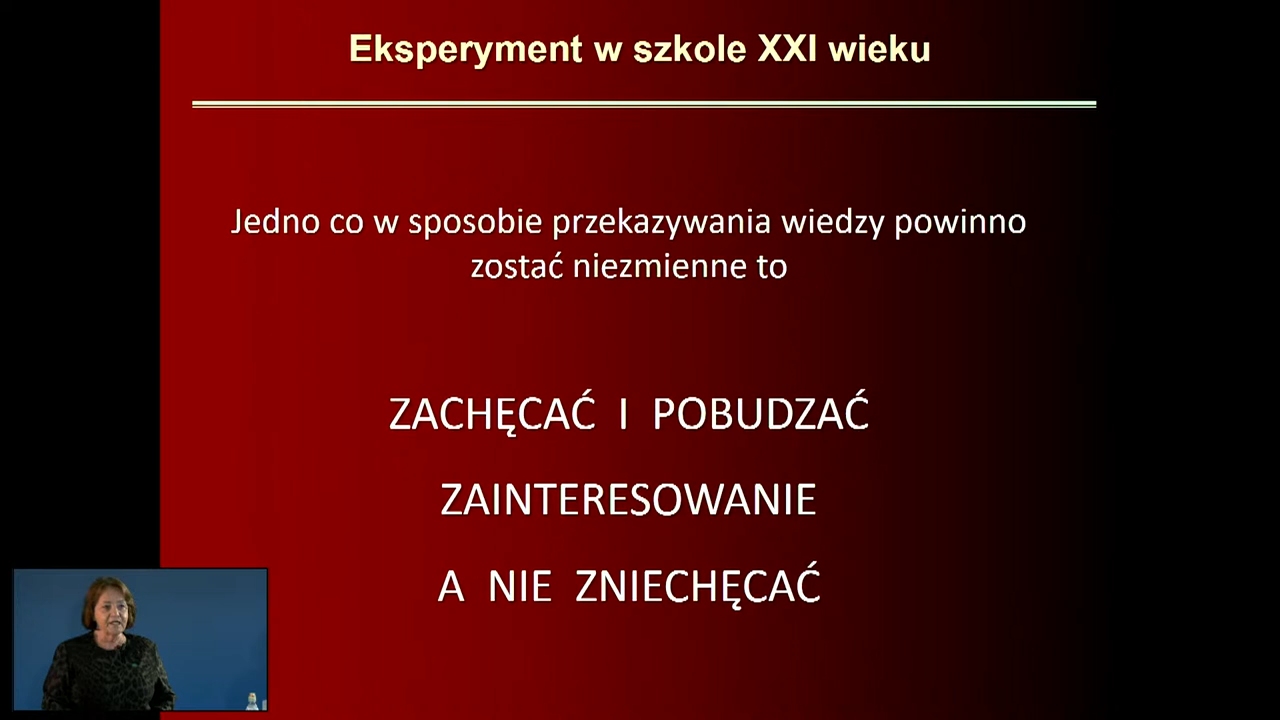 Eksperyment w szkole XXI wieku
Jedno co w sposobie przekazywania wiedzy powinno
zostać niezmienne to
ZACHĘCAĆ I POBUDZAĆ
ZAINTERESOWANIE
A NIE ZNIECHĘCAĆ